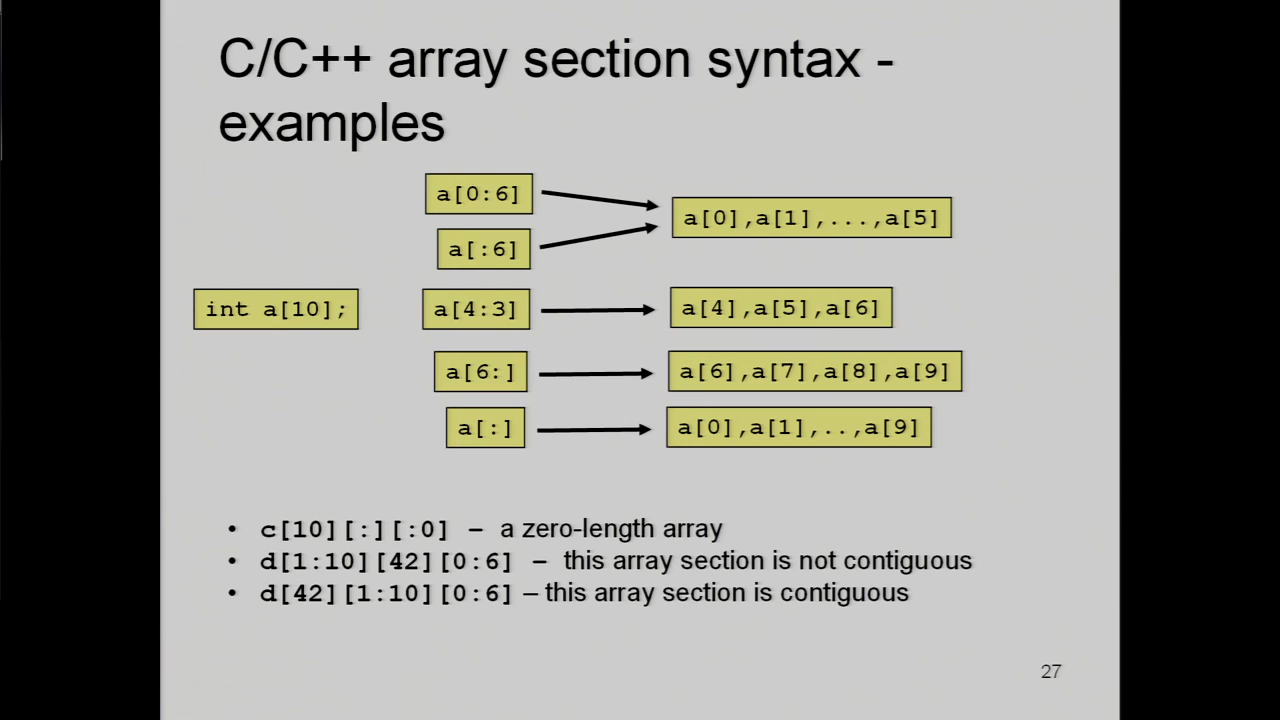 C/C++ array section syntax -
examples
a[0:6]
a[:6]
a[0],a[1],...,a[5]
int a[10];
a[4:3]
a[4],a[5],a[6]
a[6:]
a[6],a[7],a[8],a[9]
a[:]
a[0],a[1],..,a[9]
• c[10][:][:0] – a zero-length array
• d[1:10][42][0:6] – this array section is not contiguous
• d[42][1:10][0:6] – this array section is contiguous
27